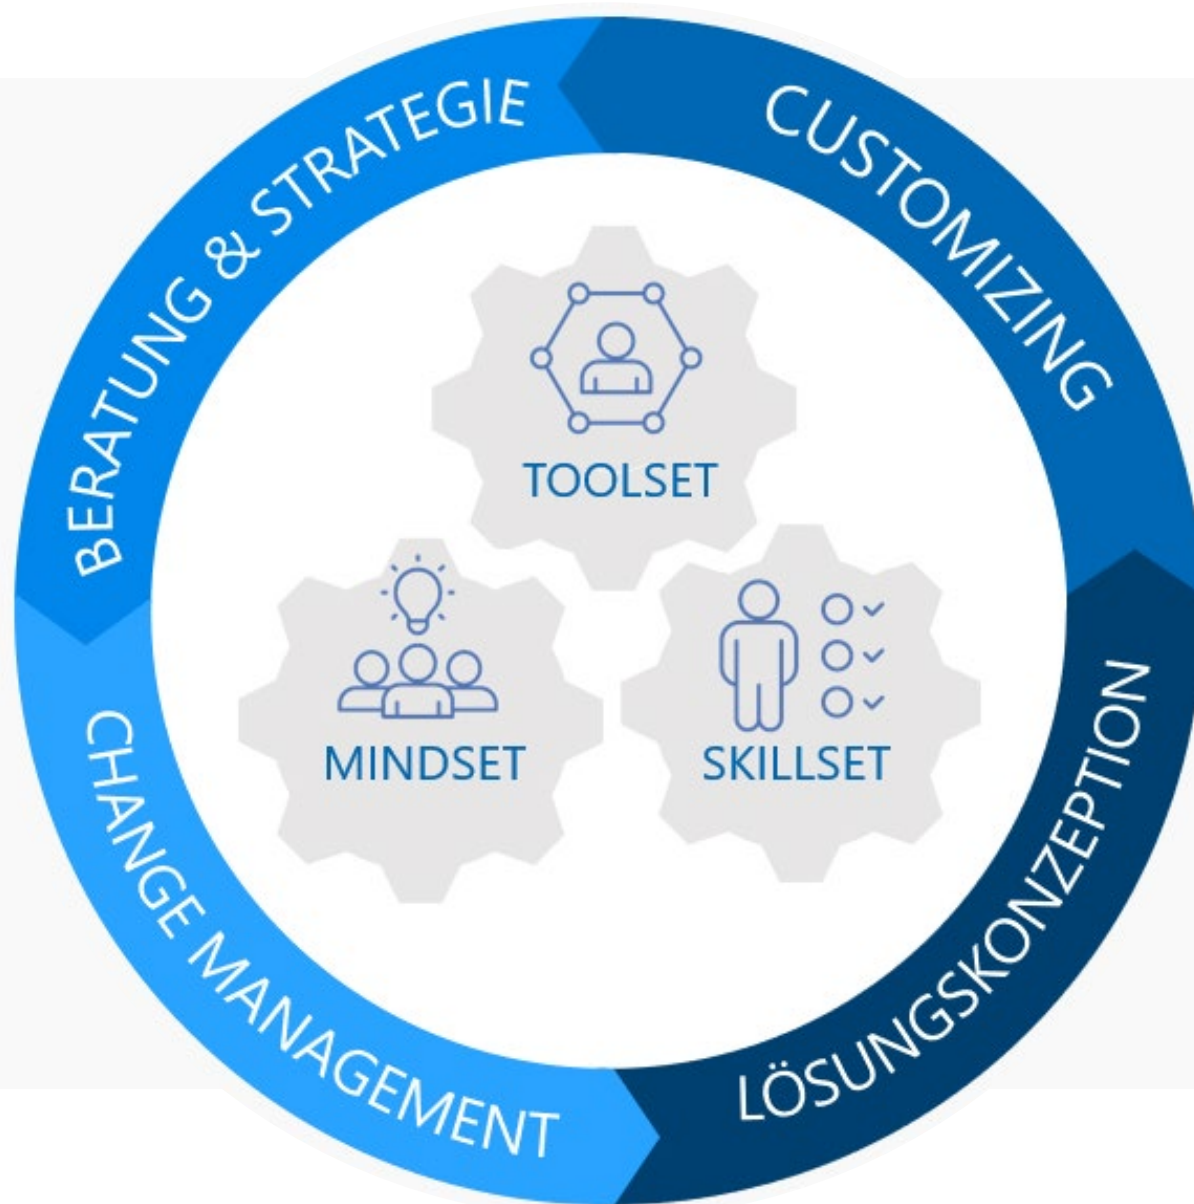 BERATUNG & STRATEGIE
CUSTOMIZING
TOOLSET
MINDSET
SKILLSET
CHANGE MANAGEMENT
LÖSUNGSKONZEPTION